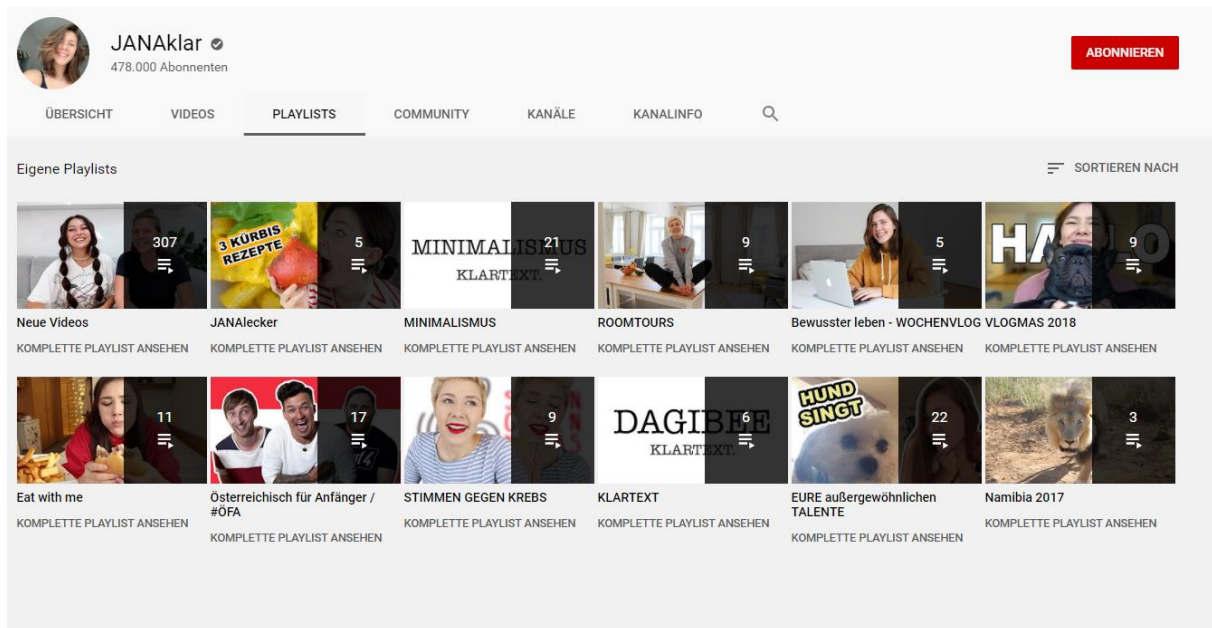 JANAklar
478.000 Abonnenten
ABONNIEREN
ÜBERSICHT VIDEOS PLAYLISTS COMMUNITY KANÄLE KANALINFO
Eigene Playlists
SORTIEREN NACH
307
3 KÜRBIS
REZEPTE
5
MINIMALISMUS
KLARTEXT.
21
9
5
HALLO
9
Neue Videos
JANAlecker
MINIMALISMUS
ROOMTOURS
Bewusster leben - WOCHENVLOG
VLOGMAS 2018
KOMPLETTE PLAYLIST ANSEHEN
KOMPLETTE PLAYLIST ANSEHEN
KOMPLETTE PLAYLIST ANSEHEN
KOMPLETTE PLAYLIST ANSEHEN
KOMPLETTE PLAYLIST ANSEHEN
KOMPLETTE PLAYLIST ANSEHEN
11
17
9
DAGIBEE
KLARTEXT.
6
HUND
SINGT
22
3
Eat with me
Österreichisch für Anfänger /
#ÖFA
STIMMEN GEGEN KREBS
KLARTEXT
EURE außergewöhnlichen
TALENTE
Namibia 2017
KOMPLETTE PLAYLIST ANSEHEN
KOMPLETTE PLAYLIST ANSEHEN
KOMPLETTE PLAYLIST ANSEHEN
KOMPLETTE PLAYLIST ANSEHEN
KOMPLETTE PLAYLIST ANSEHEN
KOMPLETTE PLAYLIST ANSEHEN